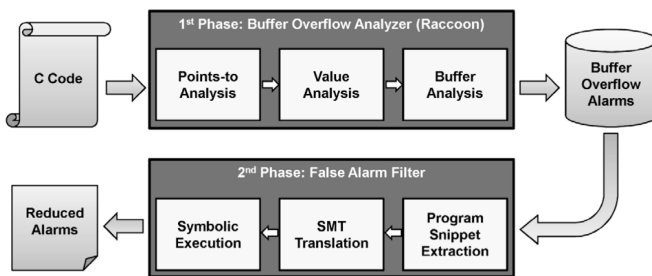 1st Phase: Buffer Overflow Analyzer (Raccoon)
C Code
Points-to
Analysis
Value
Analysis
Buffer
Analysis
Buffer
Overflow
Alarms
2nd Phase: False Alarm Filter
Reduced
Alarms
Symbolic
Execution
SMT
Translation
Program
Snippet
Extraction